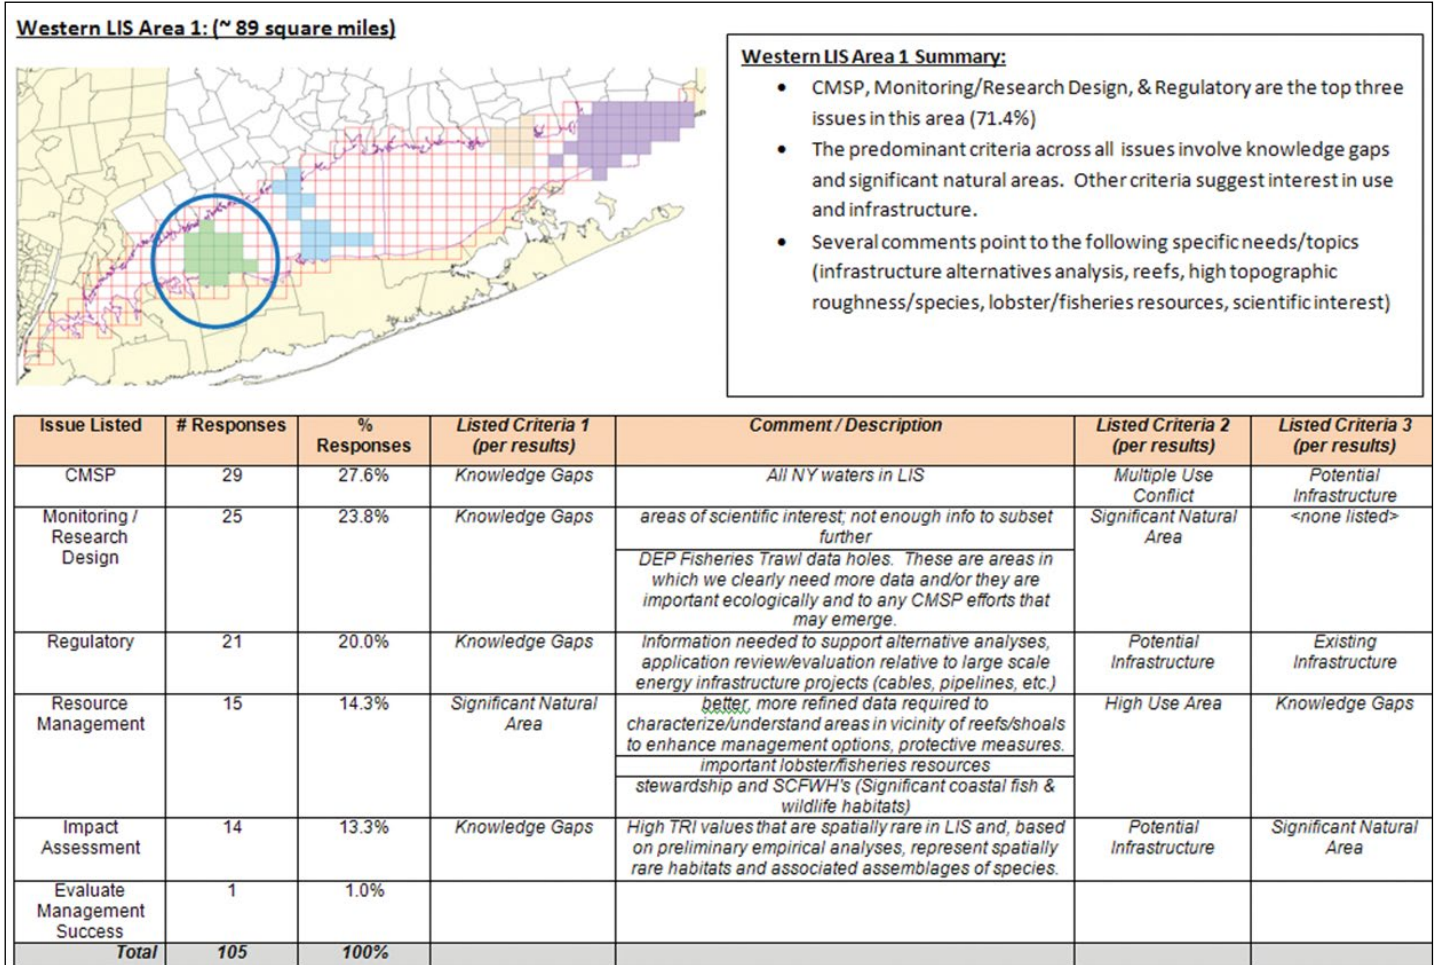 Western LIS Area 1: (~ 89 square miles)
Western LIS Area 1 Summary:
• CMSP, Monitoring/Research Design, & Regulatory are the top three
issues in this area (71.4%)
• The predominant criteria across all issues involve knowledge gaps
and significant natural areas. Other criteria suggest interest in use
and infrastructure.
• Several comments point to the following specific needs/topics
(infrastructure alternatives analysis, reefs, high topographic
roughness/species, lobster/fisheries resources, scientific interest)
Issue Listed
# Responses
%
Responses
Listed Criteria 1
(per results)
Comment / Description
Listed Criteria 2
(per results)
Listed Criteria 3
(per results)
CMSP
29
27.6%
Knowledge Gaps
All NY waters in LIS
Multiple Use
Conflict
Potential
Infrastructure
Monitoring /
Research
Design
25
23.8%
Knowledge Gaps
areas of scientific interest; not enough info to subset
further
DEP Fisheries Trawl data holes. These are areas in
which we clearly need more data and/or they are
important ecologically and to any CMSP efforts that
may emerge.
Significant Natural
Area
<none listed>
Regulatory
21
20.0%
Knowledge Gaps
Information needed to support alternative analyses,
application review/evaluation relative to large scale
energy infrastructure projects (cables, pipelines, etc.)
Potential
Infrastructure
Existing
Infrastructure
Resource
Management
15
14.3%
Significant Natural
Area
better, more refined data required to
characterize/understand areas in vicinity of reefs/shoals
to enhance management options, protective measures.
important lobster/fisheries resources
stewardship and SCFWH's (Significant coastal fish &
wildlife habitats)
High Use Area
Knowledge Gaps
Impact
Assessment
14
13.3%
Knowledge Gaps
High TRI values that are spatially rare in LIS and, based
on preliminary empirical analyses, represent spatially
rare habitats and associated assemblages of species.
Potential
Infrastructure
Significant Natural
Area
Evaluate
Management
Success
1
1.0%
Total
105
100%